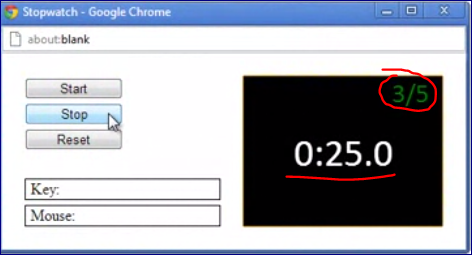 Stopwatch - Google Chrome
about:blank
Start
Stop
Reset
3/5
0:25.0
Key:
Mouse: